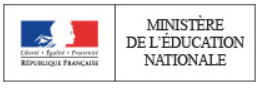 Liberté • Égalité • Fraternité
RÉPUBLIQUE FRANÇAISE
MINISTÈRE
DE L'ÉDUCATION
NATIONALE